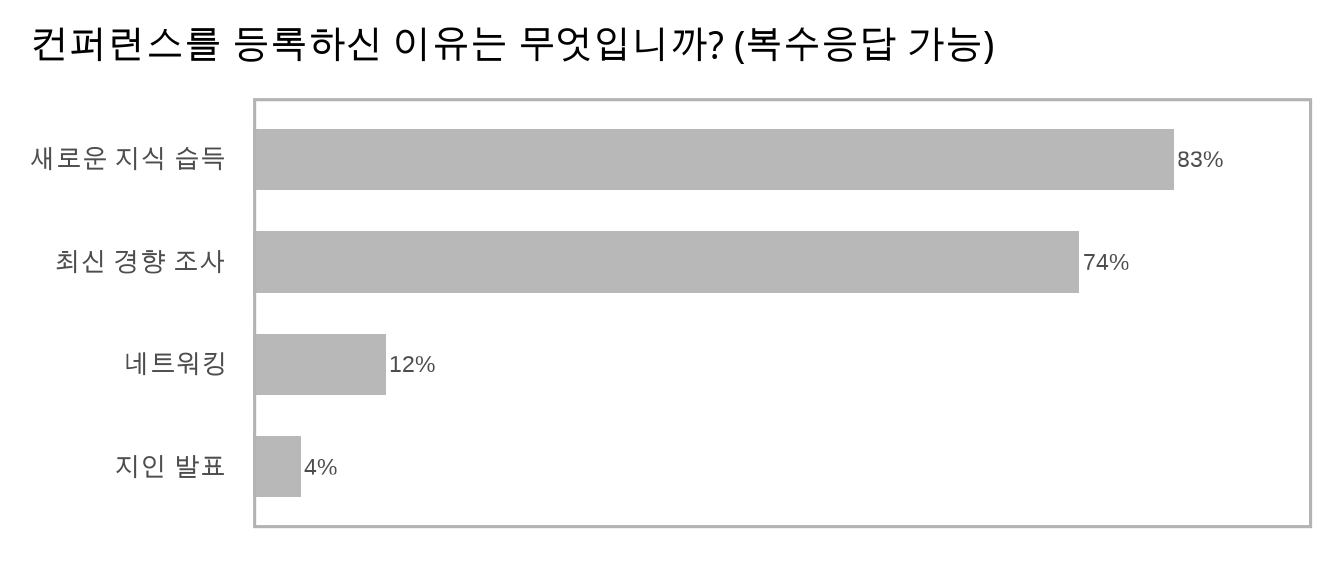 컨퍼런스를 등록하신 이유는 무엇입니까? (복수응답 가능)
새로운 지식 습득 83%
최신 경향 조사 74%
네트워킹 12%
지인 발표 4%